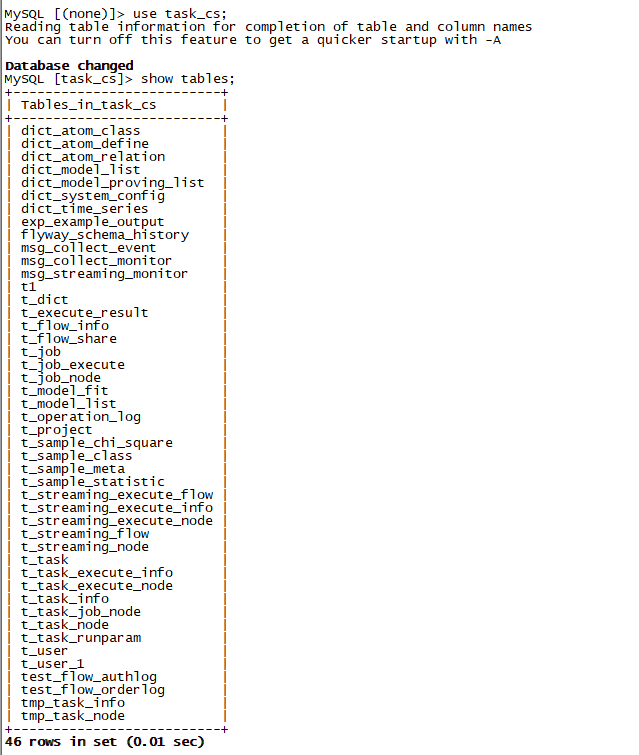 MySQL [(none)]> use task_cs;
Reading table information for completion of table and column names
You can turn off this feature to get a quicker startup with -A
Database changed
MySQL [task_cs]> show tables;
+--------------------------+
| Tables_in_task_cs        |
+--------------------------+
| dict_atom_class          |
| dict_atom_define         |
| dict_atom_relation       |
| dict_model_list          |
| dict_model_proving_list  |
| dict_system_config       |
| dict_time_series         |
| exp_example_output       |
| flyway_schema_history    |
| msg_collect_event        |
| msg_collect_monitor      |
| msg_streaming_monitor    |
| t1                       |
| t_dict                   |
| t_execute_result         |
| t_flow_info              |
| t_flow_share             |
| t_job                    |
| t_job_execute            |
| t_job_node               |
| t_model_fit              |
| t_model_list             |
| t_operation_log          |
| t_project                |
| t_sample_chi_square      |
| t_sample_class           |
| t_sample_meta            |
| t_sample_statistic       |
| t_streaming_execute_flow |
| t_streaming_execute_info |
| t_streaming_execute_node |
| t_streaming_flow         |
| t_streaming_node         |
| t_task                   |
| t_task_execute_info      |
| t_task_execute_node      |
| t_task_info              |
| t_task_job_node          |
| t_task_node              |
| t_task_runparam          |
| t_user                   |
| t_user_1                 |
| test_flow_authlog        |
| test_flow_orderlog       |
| tmp_task_info            |
| tmp_task_node            |
+--------------------------+
46 rows in set (0.01 sec)